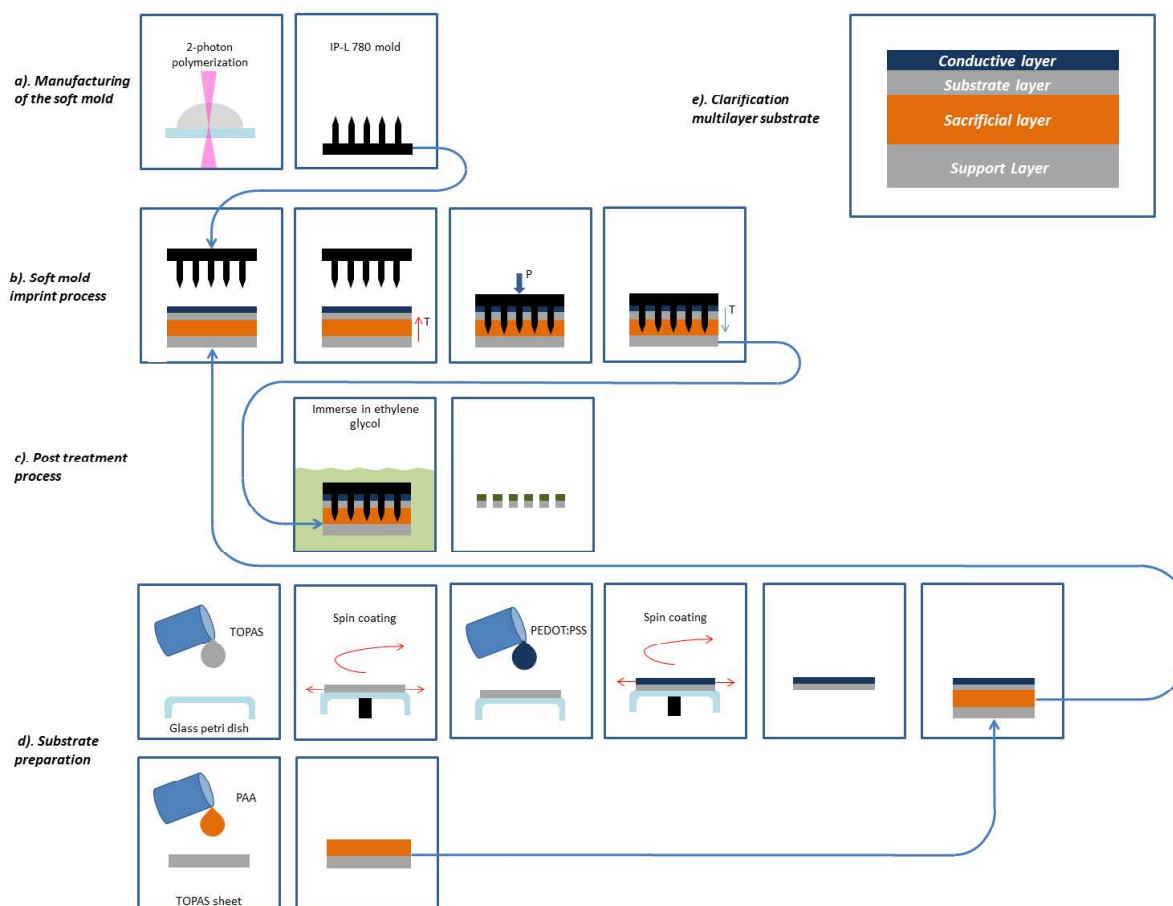 a). Manufacturing
of the soft mold
2-photon
polymerization
IP-L 780 mold
e). Clarification
multilayer substrate
Conductive layer
Substrate layer
Sacrificial layer
Support Layer
b). Soft mold
imprint process
T
P
T
c). Post treatment
process
Immerse in ethylene
glycol
d). Substrate
preparation
TOPAS
Glass petri dish
Spin coating
PEDOT:PSS
Spin coating
PAA
TOPAS sheet